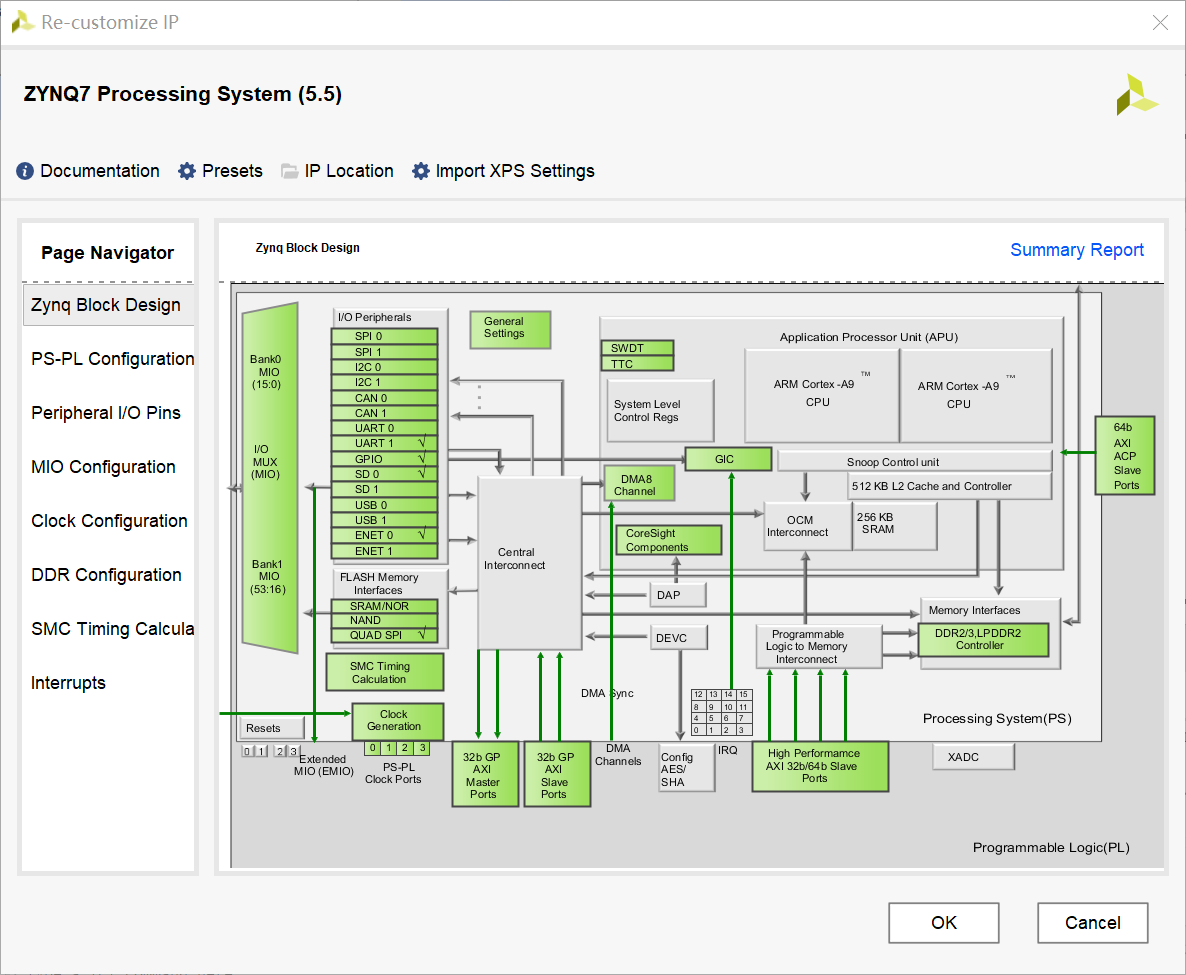 Re-customize IP
ZYNQ7 Processing System (5.5)
Documentation
Presets
IP Location
Import XPS Settings
Page Navigator
Zynq Block Design
PS-PL Configuration
Peripheral I/O Pins
MIO Configuration
Clock Configuration
DDR Configuration
SMC Timing Calcula
Interrupts
Zynq Block Design
Summary Report
Bank0
MIO
(15:0)
I/O
MUX
(MIO)
Bank1
MIO
(53:16)
I/O Peripherals
SPI 0
SPI 1
I2C 0
I2C 1
CAN 0
CAN 1
UART 0
UART 1 √
GPIO √
SD 0 √
SD 1
USB 0
USB 1
ENET 0 √
ENET 1
FLASH Memory
Interfaces
SRAM/NOR
NAND
QUAD SPI √
SMC Timing
Calculation
General
Settings
Application Processor Unit (APU)
SWDT
TTC
System Level
Control Regs
ARM Cortex -A9 ™
CPU
ARM Cortex -A9 ™
CPU
GIC
Snoop Control unit
512 KB L2 Cache and Controller
DMA8
Channel
OCM
Interconnect
256 KB
SRAM
CoreSight
Components
Central
Interconnect
DAP
DEVC
Programmable
Logic to Memory
Interconnect
Memory Interfaces
DDR2/3,LPDDR2
Controller
64b
AXI
ACP
Slave
Ports
Resets
0 1 2 3
Clock
Generation
0 1 2 3
Extended
MIO (EMIO)
PS-PL
Clock Ports
32b GP
AXI
Master
Ports
32b GP
AXI
Slave
Ports
DMA Sync
DMA
Channels
12 13 14 15
8 9 10 11
4 5 6 7
0 1 2 3
IRQ
Config
AES/
SHA
High Performamce
AXI 32b/64b Slave
Ports
Processing System(PS)
XADC
Programmable Logic(PL)
OK
Cancel